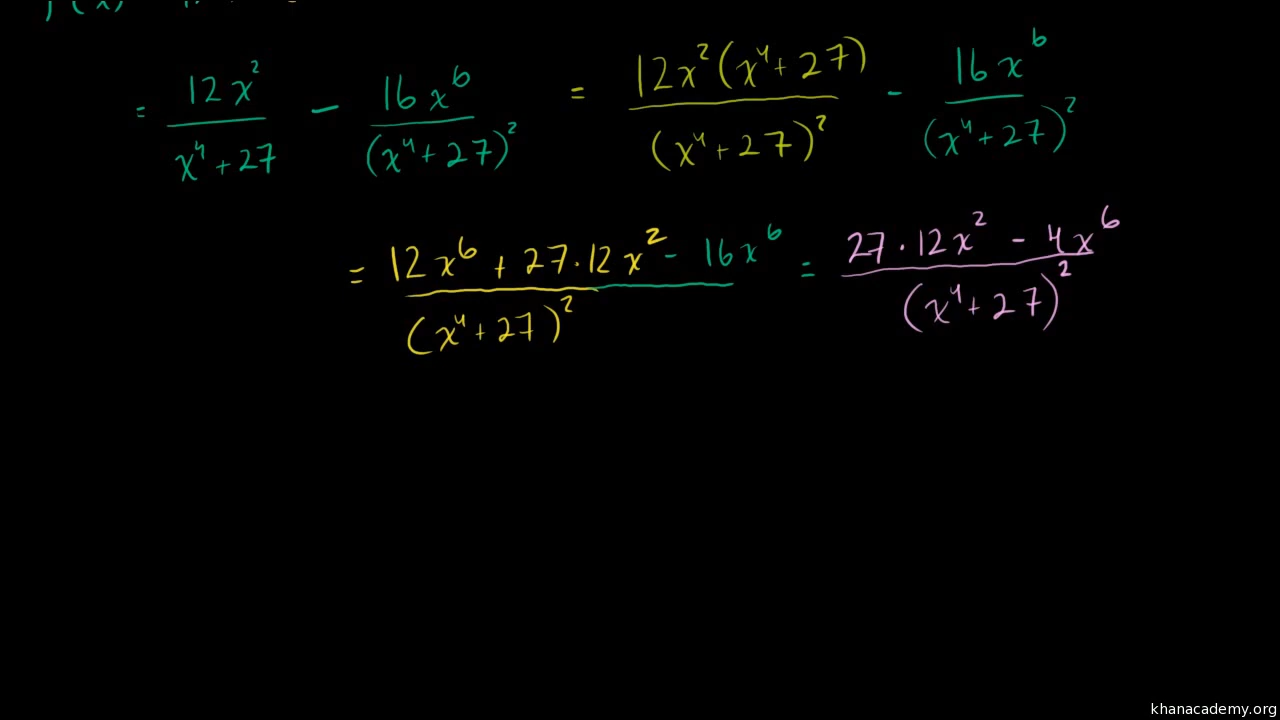 = 12x² / (x⁴ + 27) − 16x⁶ / (x⁴ + 27)² = 12x²(x⁴ + 27) / (x⁴ + 27)² − 16x⁶ / (x⁴ + 27)²
= (12x⁶ + 27·12x² − 16x⁶) / (x⁴ + 27)² = (27·12x² − 4x⁶) / (x⁴ + 27)²
khanacademy.org